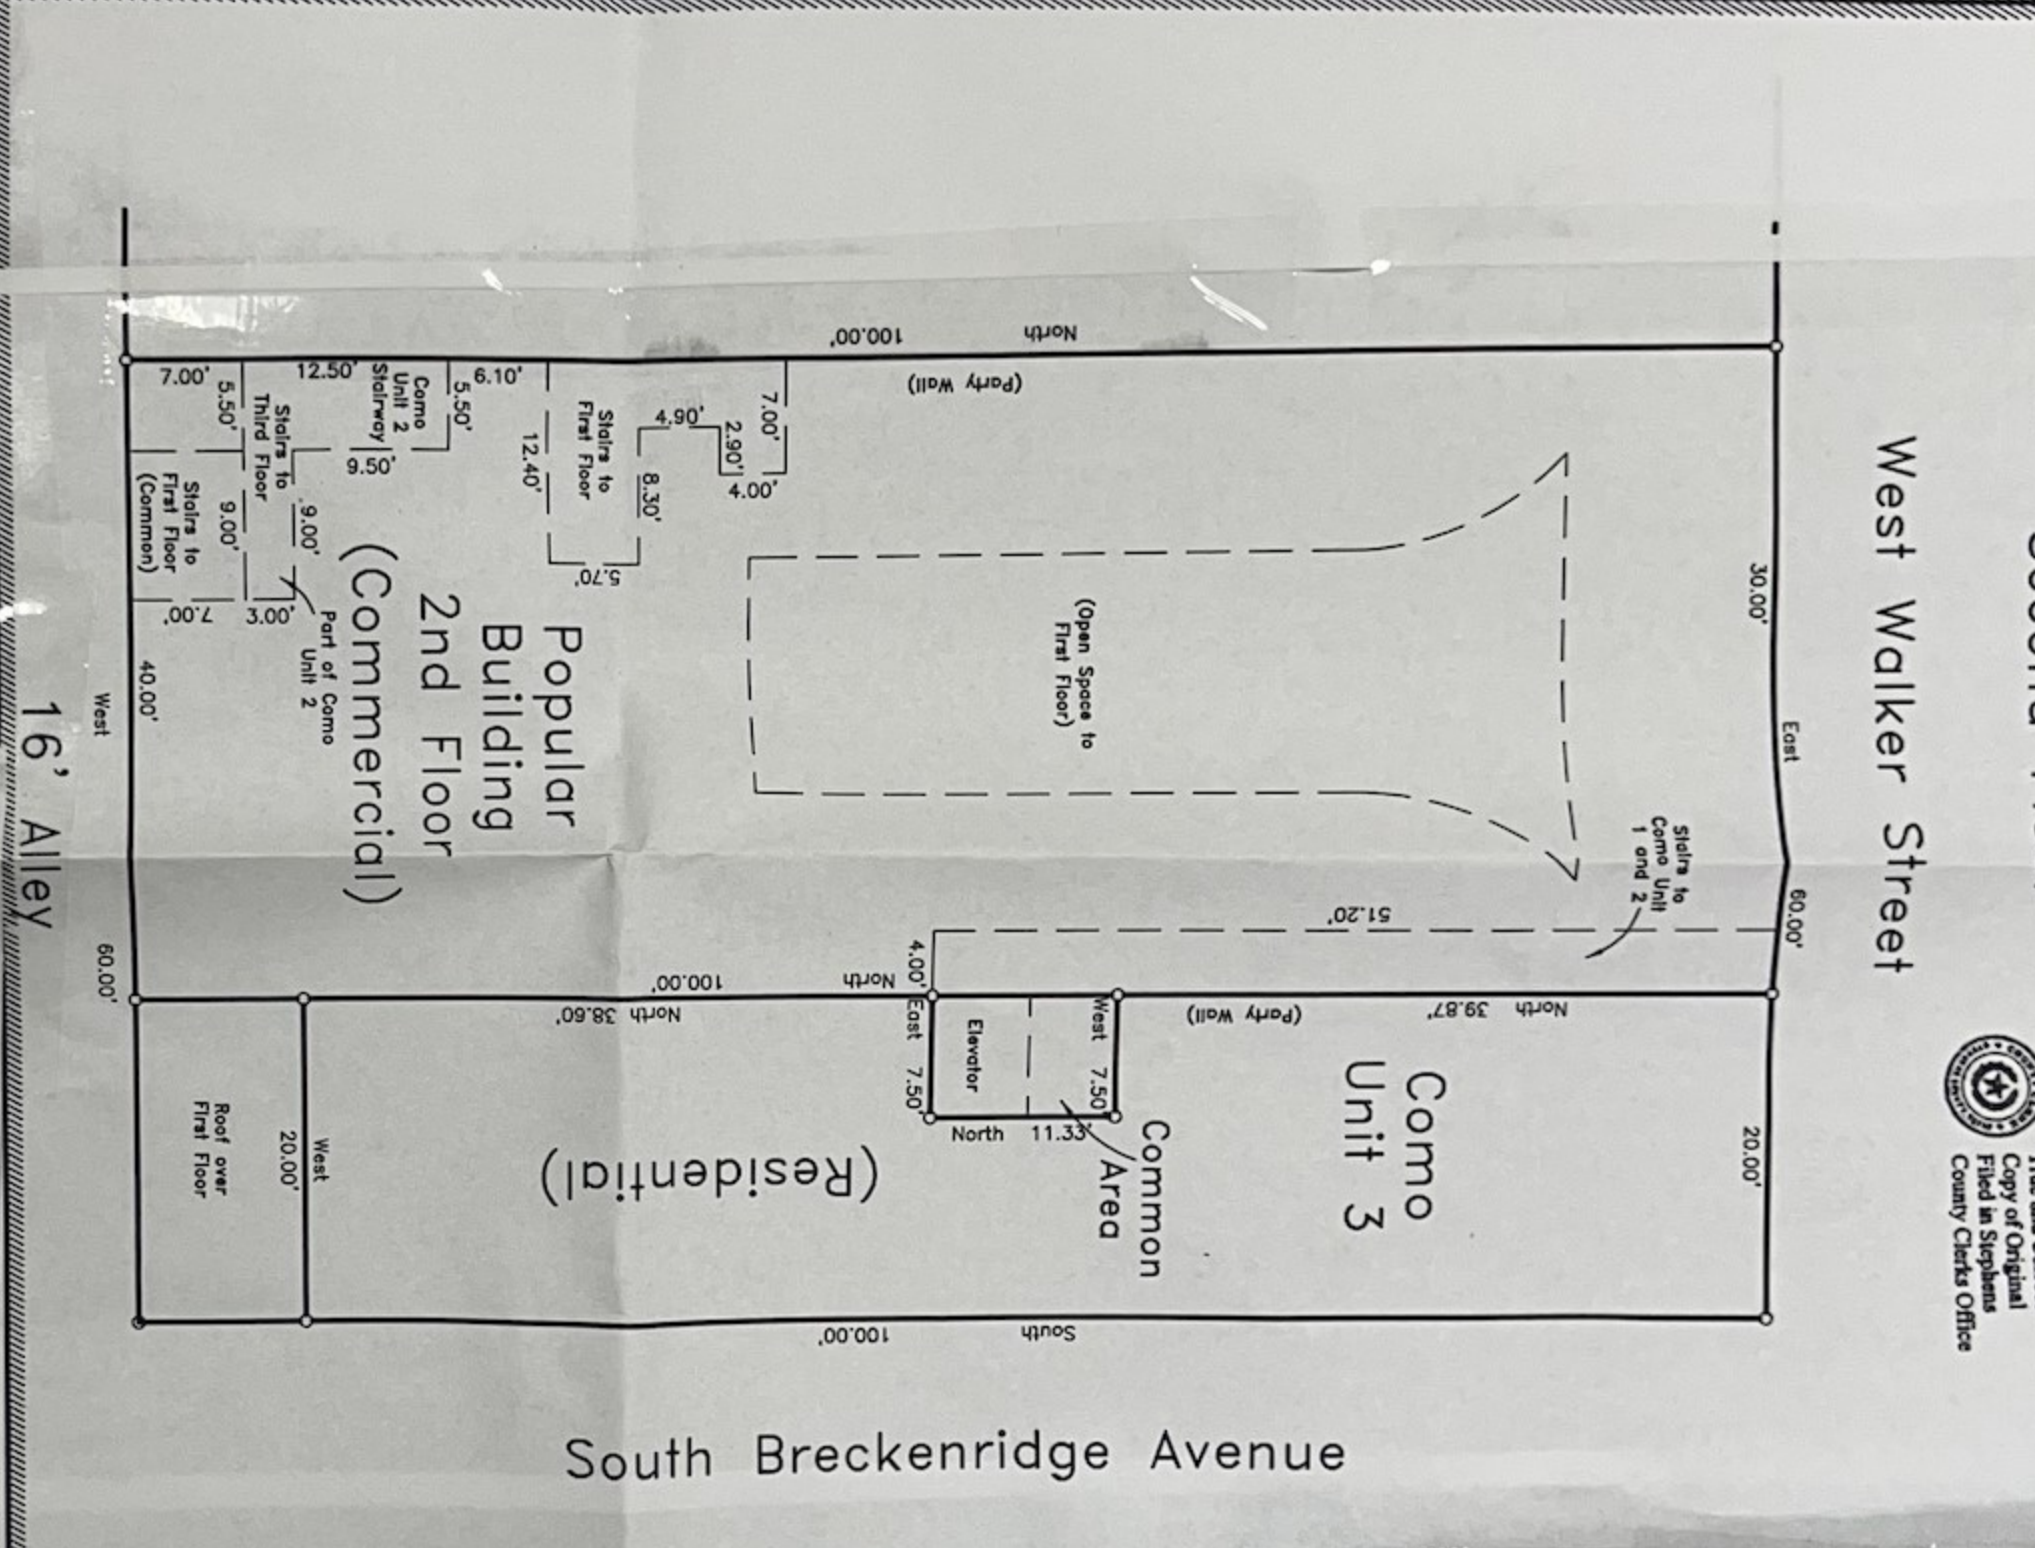 West Walker Street
East
60.00'
30.00'
20.00'
Copy of Original
Filed in Stephens
County Clerks Office
North 100.00'
(Party Wall)
7.00'
5.50'
12.50'
Como
Unit 2
Stairway
5.50'
6.10'
Stairs to
Third Floor
9.50'
12.40'
Stairs to
First Floor
4.90'
8.30'
2.90'
7.00'
4.00'
5.70'
Stairs to
First Floor
(Common)
9.00'
9.00'
7.00'
3.00'
Part of Como
Unit 2
40.00'
Popular
Building
2nd Floor
(Commercial)
(Open Space to
First Floor)
Stairs to
Como Unit
1 and 2
51.20'
4.00'
North 100.00'
North 38.60'
East 7.50'
Elevator
West 7.50'
North 11.33'
(Party Wall)
North 39.87'
Common
Area
Como
Unit 3
(Residential)
West
20.00'
Roof over
First Floor
South 100.00'
West
60.00'
16' Alley
South Breckenridge Avenue